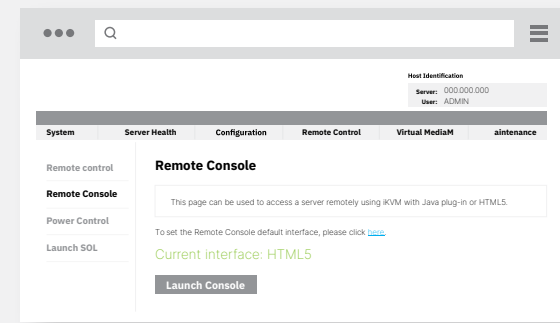 Host Identification
Server: 000.000.000
User: ADMIN
System Server Health Configuration Remote Control Virtual MediaM aintenance
Remote control
Remote Console
Power Control
Launch SOL
Remote Console
This page can be used to access a server remotely using iKVM with Java plug-in or HTML5.
To set the Remote Console default interface, please click here.
Current interface: HTML5
Launch Console